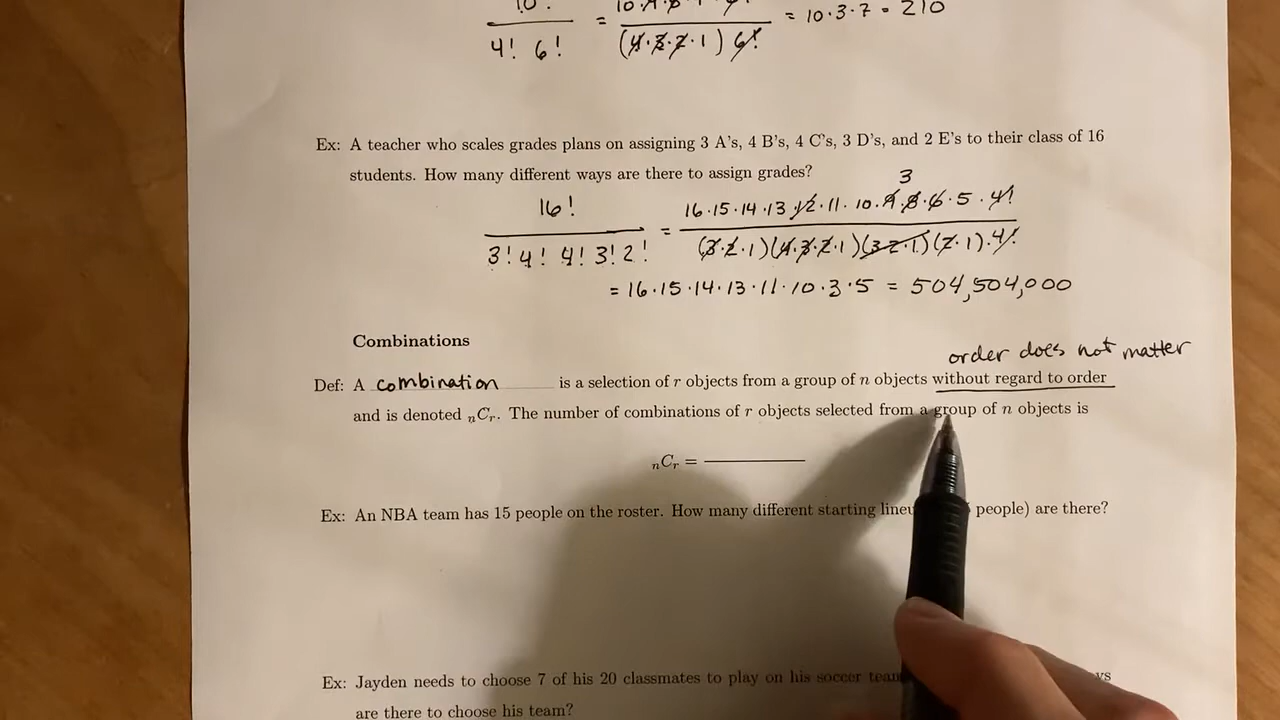 10!
4! 6! = (4·3·2·1) 6! = 10·3·7 = 210
Ex: A teacher who scales grades plans on assigning 3 A's, 4 B's, 4 C's, 3 D's, and 2 E's to their class of 16
students. How many different ways are there to assign grades?
3
16! / 3! 4! 4! 3! 2! = 16·15·14·13·12·11·10·9·8·6·5·4! / (3·2·1)(4·3·2·1)(3·2·1)(2·1)·4!
= 16·15·14·13·11·10·3·5 = 504,504,000
Combinations
order does not matter
Def: A combination is a selection of r objects from a group of n objects without regard to order
and is denoted nCr. The number of combinations of r objects selected from a group of n objects is
nCr =
Ex: An NBA team has 15 people on the roster. How many different starting people) are there?
Ex: Jayden needs to choose 7 of his 20 classmates to play on his soccer
are there to choose his team?